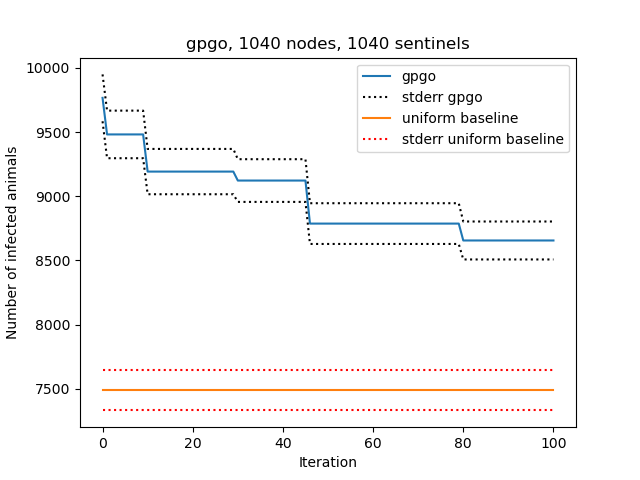 gpgo, 1040 nodes, 1040 sentinels
gpgo
stderr gpgo
uniform baseline
stderr uniform baseline
Number of infected animals
10000
9500
9000
8500
8000
7500
0 20 40 60 80 100
Iteration